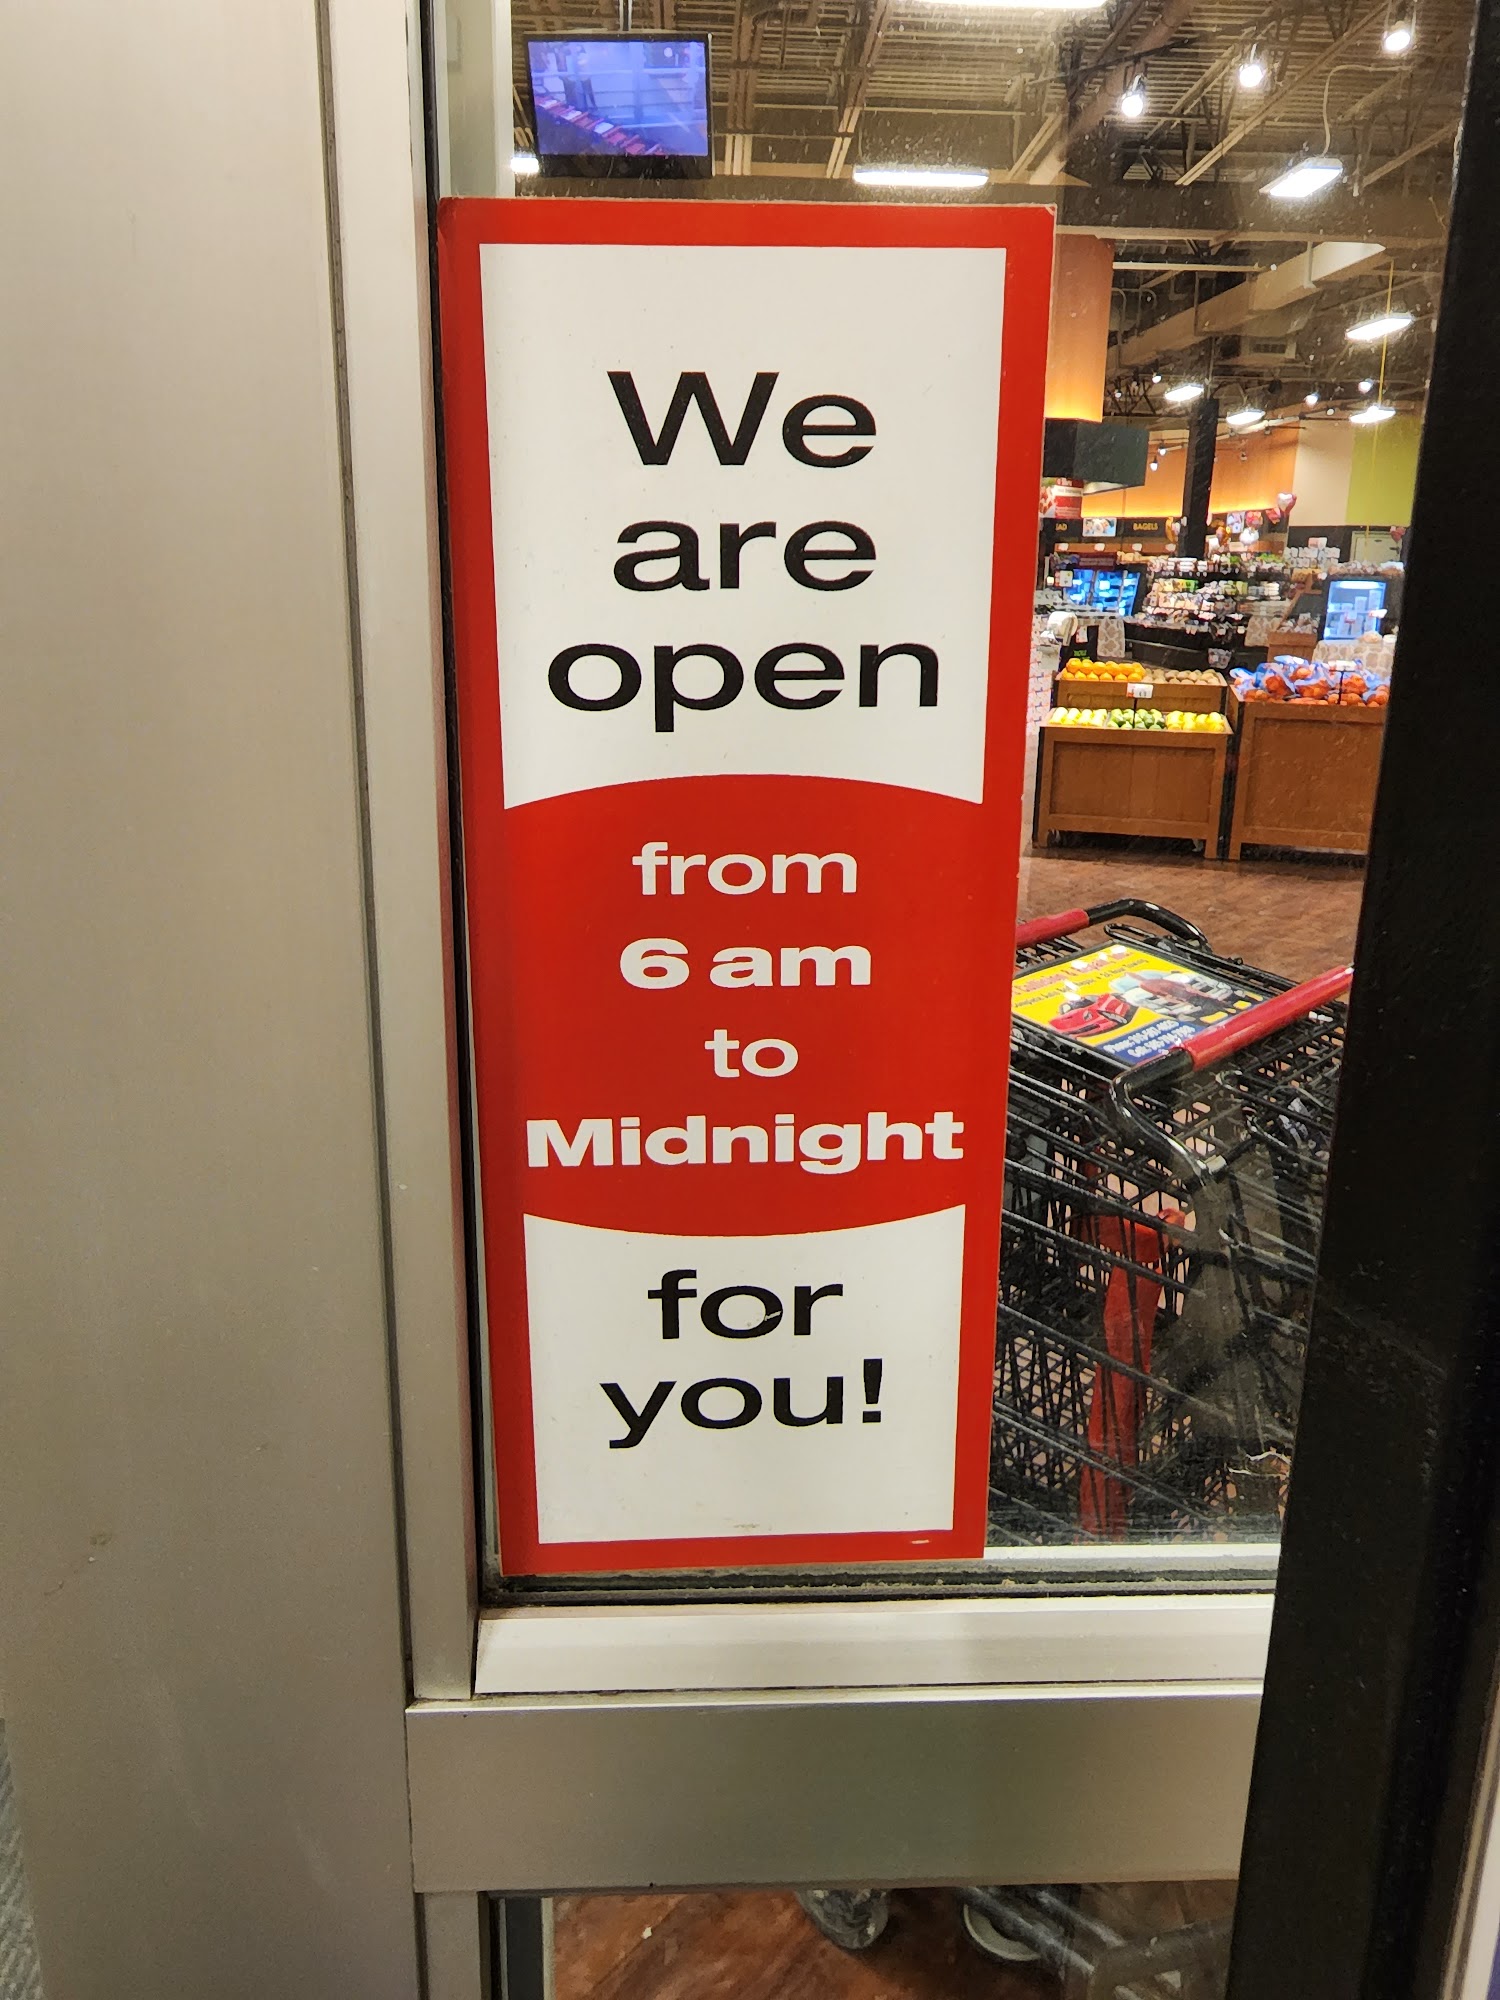 We
are
open
from
6 am
to
Midnight
for
you!
BAGELS